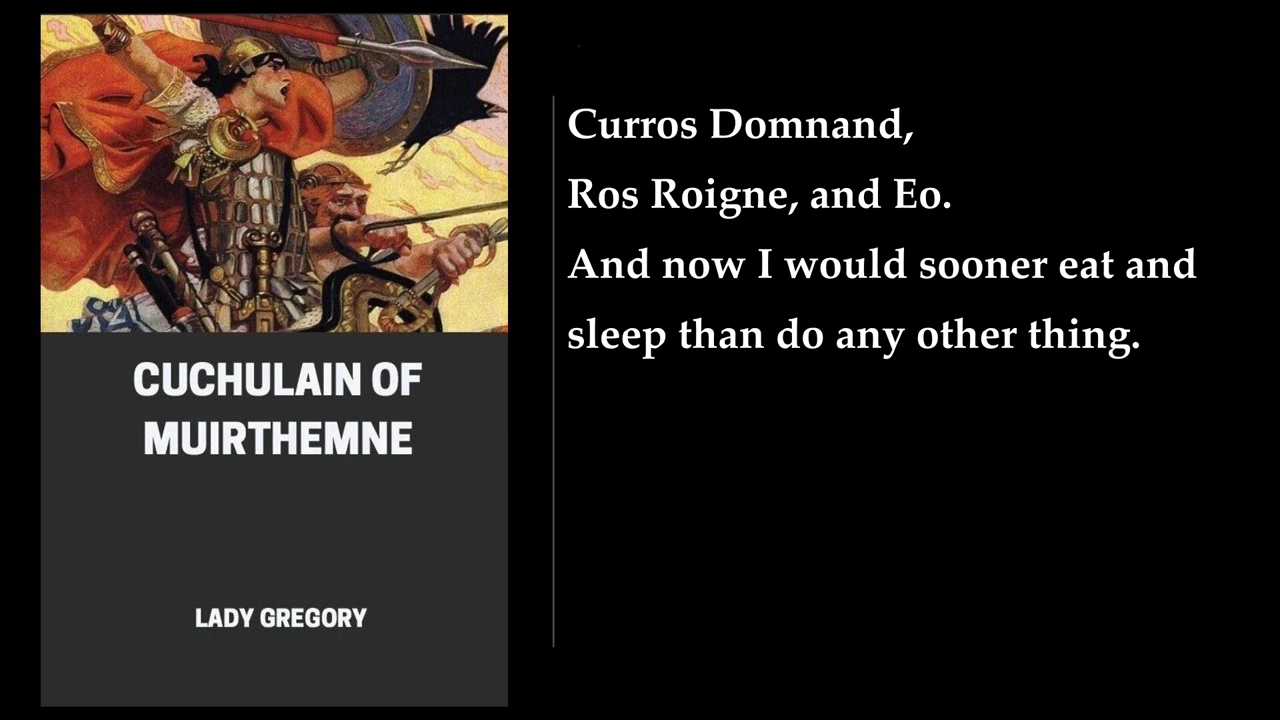 CUCHULAIN OF
MUIRTHEMNE
LADY GREGORY
Curros Domnand,
Ros Roigne, and Eo.
And now I would sooner eat and
sleep than do any other thing.